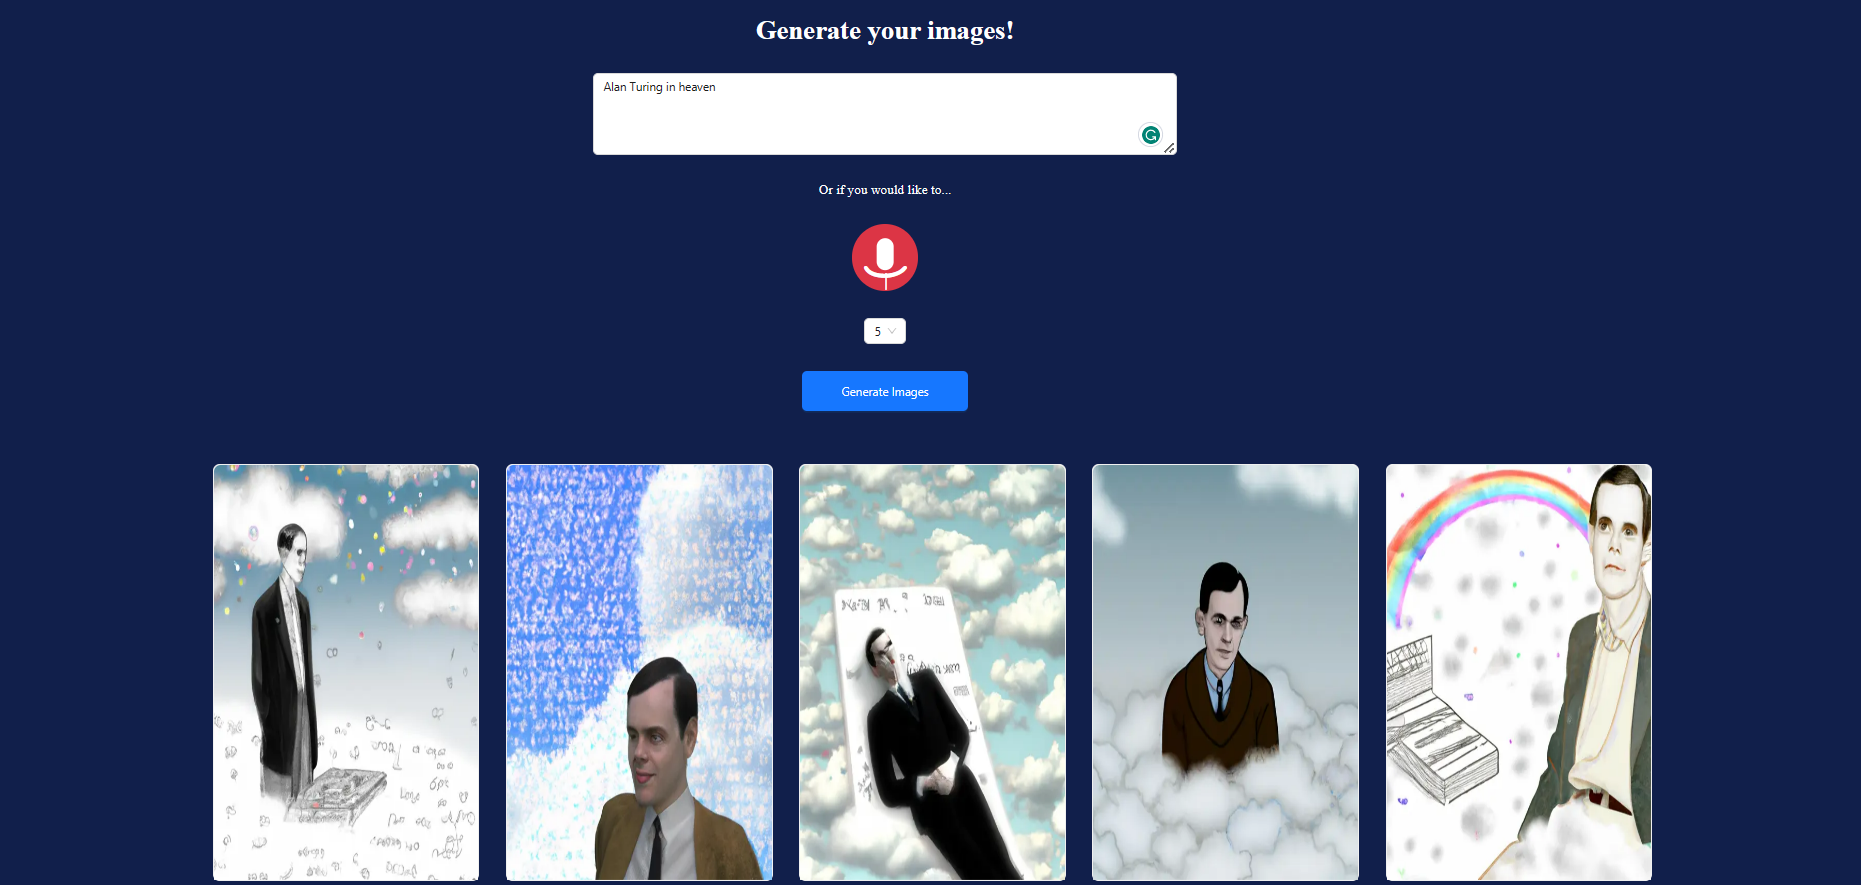 Generate your images!
Alan Turing in heaven
Or if you would like to...
5
Generate Images